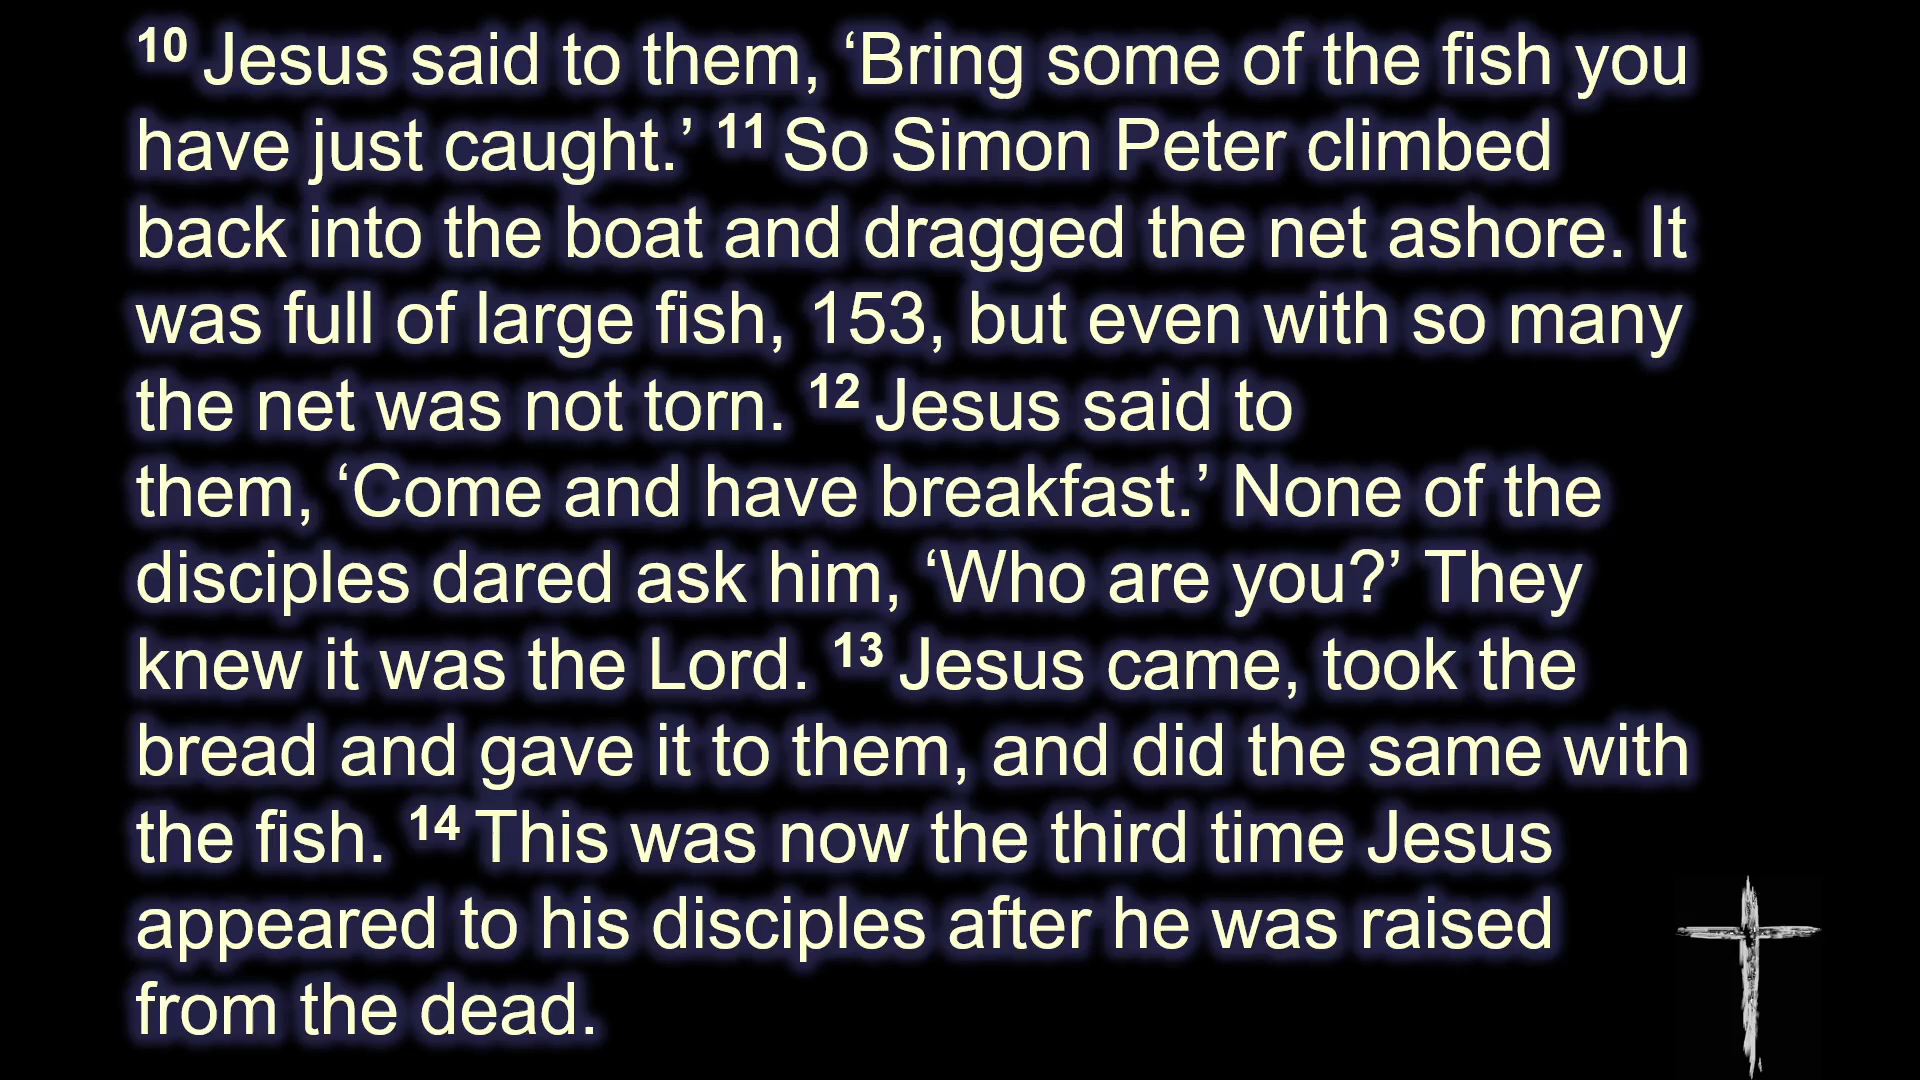 10 Jesus said to them, ‘Bring some of the fish you
have just caught.’ 11 So Simon Peter climbed
back into the boat and dragged the net ashore. It
was full of large fish, 153, but even with so many
the net was not torn. 12 Jesus said to
them, ‘Come and have breakfast.’ None of the
disciples dared ask him, ‘Who are you?’ They
knew it was the Lord. 13 Jesus came, took the
bread and gave it to them, and did the same with
the fish. 14 This was now the third time Jesus
appeared to his disciples after he was raised
from the dead.